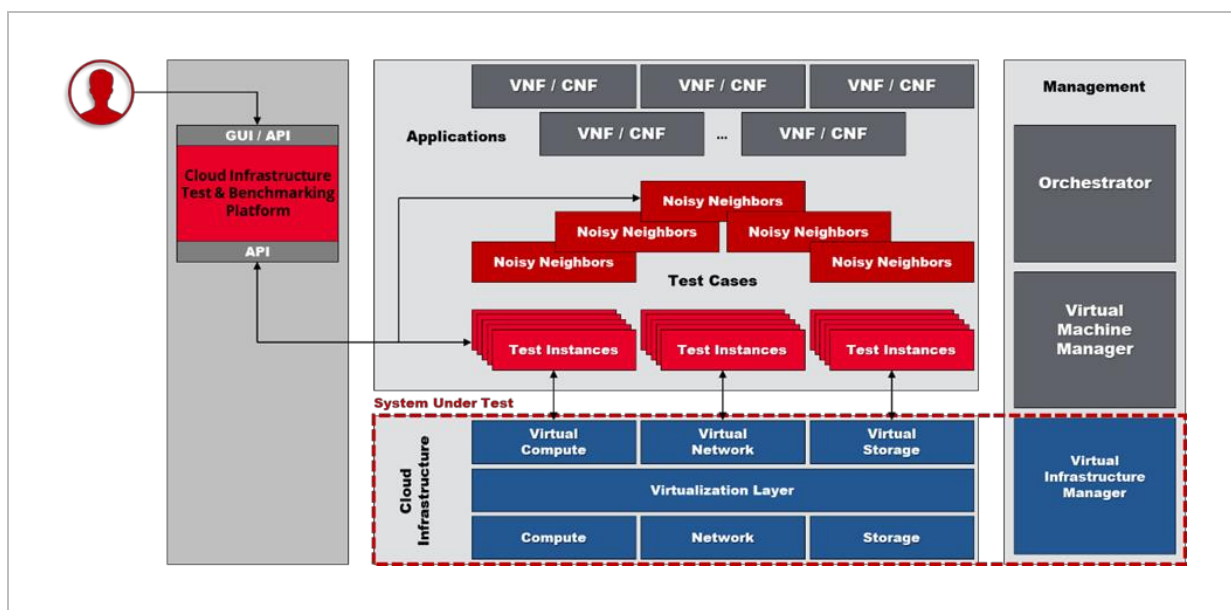 GUI / API
Cloud Infrastructure
Test & Benchmarking
Platform
API
VNF / CNF
VNF / CNF
VNF / CNF
Applications
VNF / CNF
...
VNF / CNF
Noisy Neighbors
Noisy Neighbors
Noisy Neighbors
Noisy Neighbors
Noisy Neighbors
Test Cases
Test Instances
Test Instances
Test Instances
System Under Test
Cloud
Infrastructure
Virtual
Compute
Virtual
Network
Virtual
Storage
Virtualization Layer
Compute
Network
Storage
Management
Orchestrator
Virtual
Machine
Manager
Virtual
Infrastructure
Manager